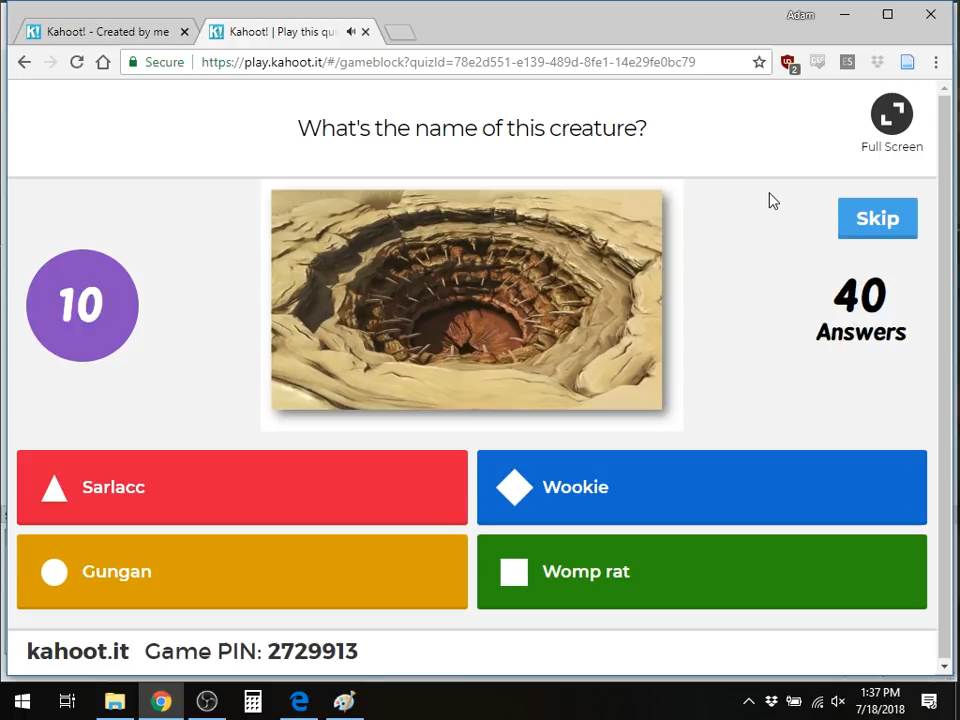 Adam
Kahoot! - Created by me
Kahoot! | Play this qu
Secure
https://play.kahoot.it/#/gameblock?quizId=78e2d551-e139-489d-8fe1-14e29fe0bc79
2
ES
What's the name of this creature?
Full Screen
Skip
10
40
Answers
Sarlacc
Wookie
Gungan
Womp rat
kahoot.it Game PIN: 2729913
1:37 PM
7/18/2018